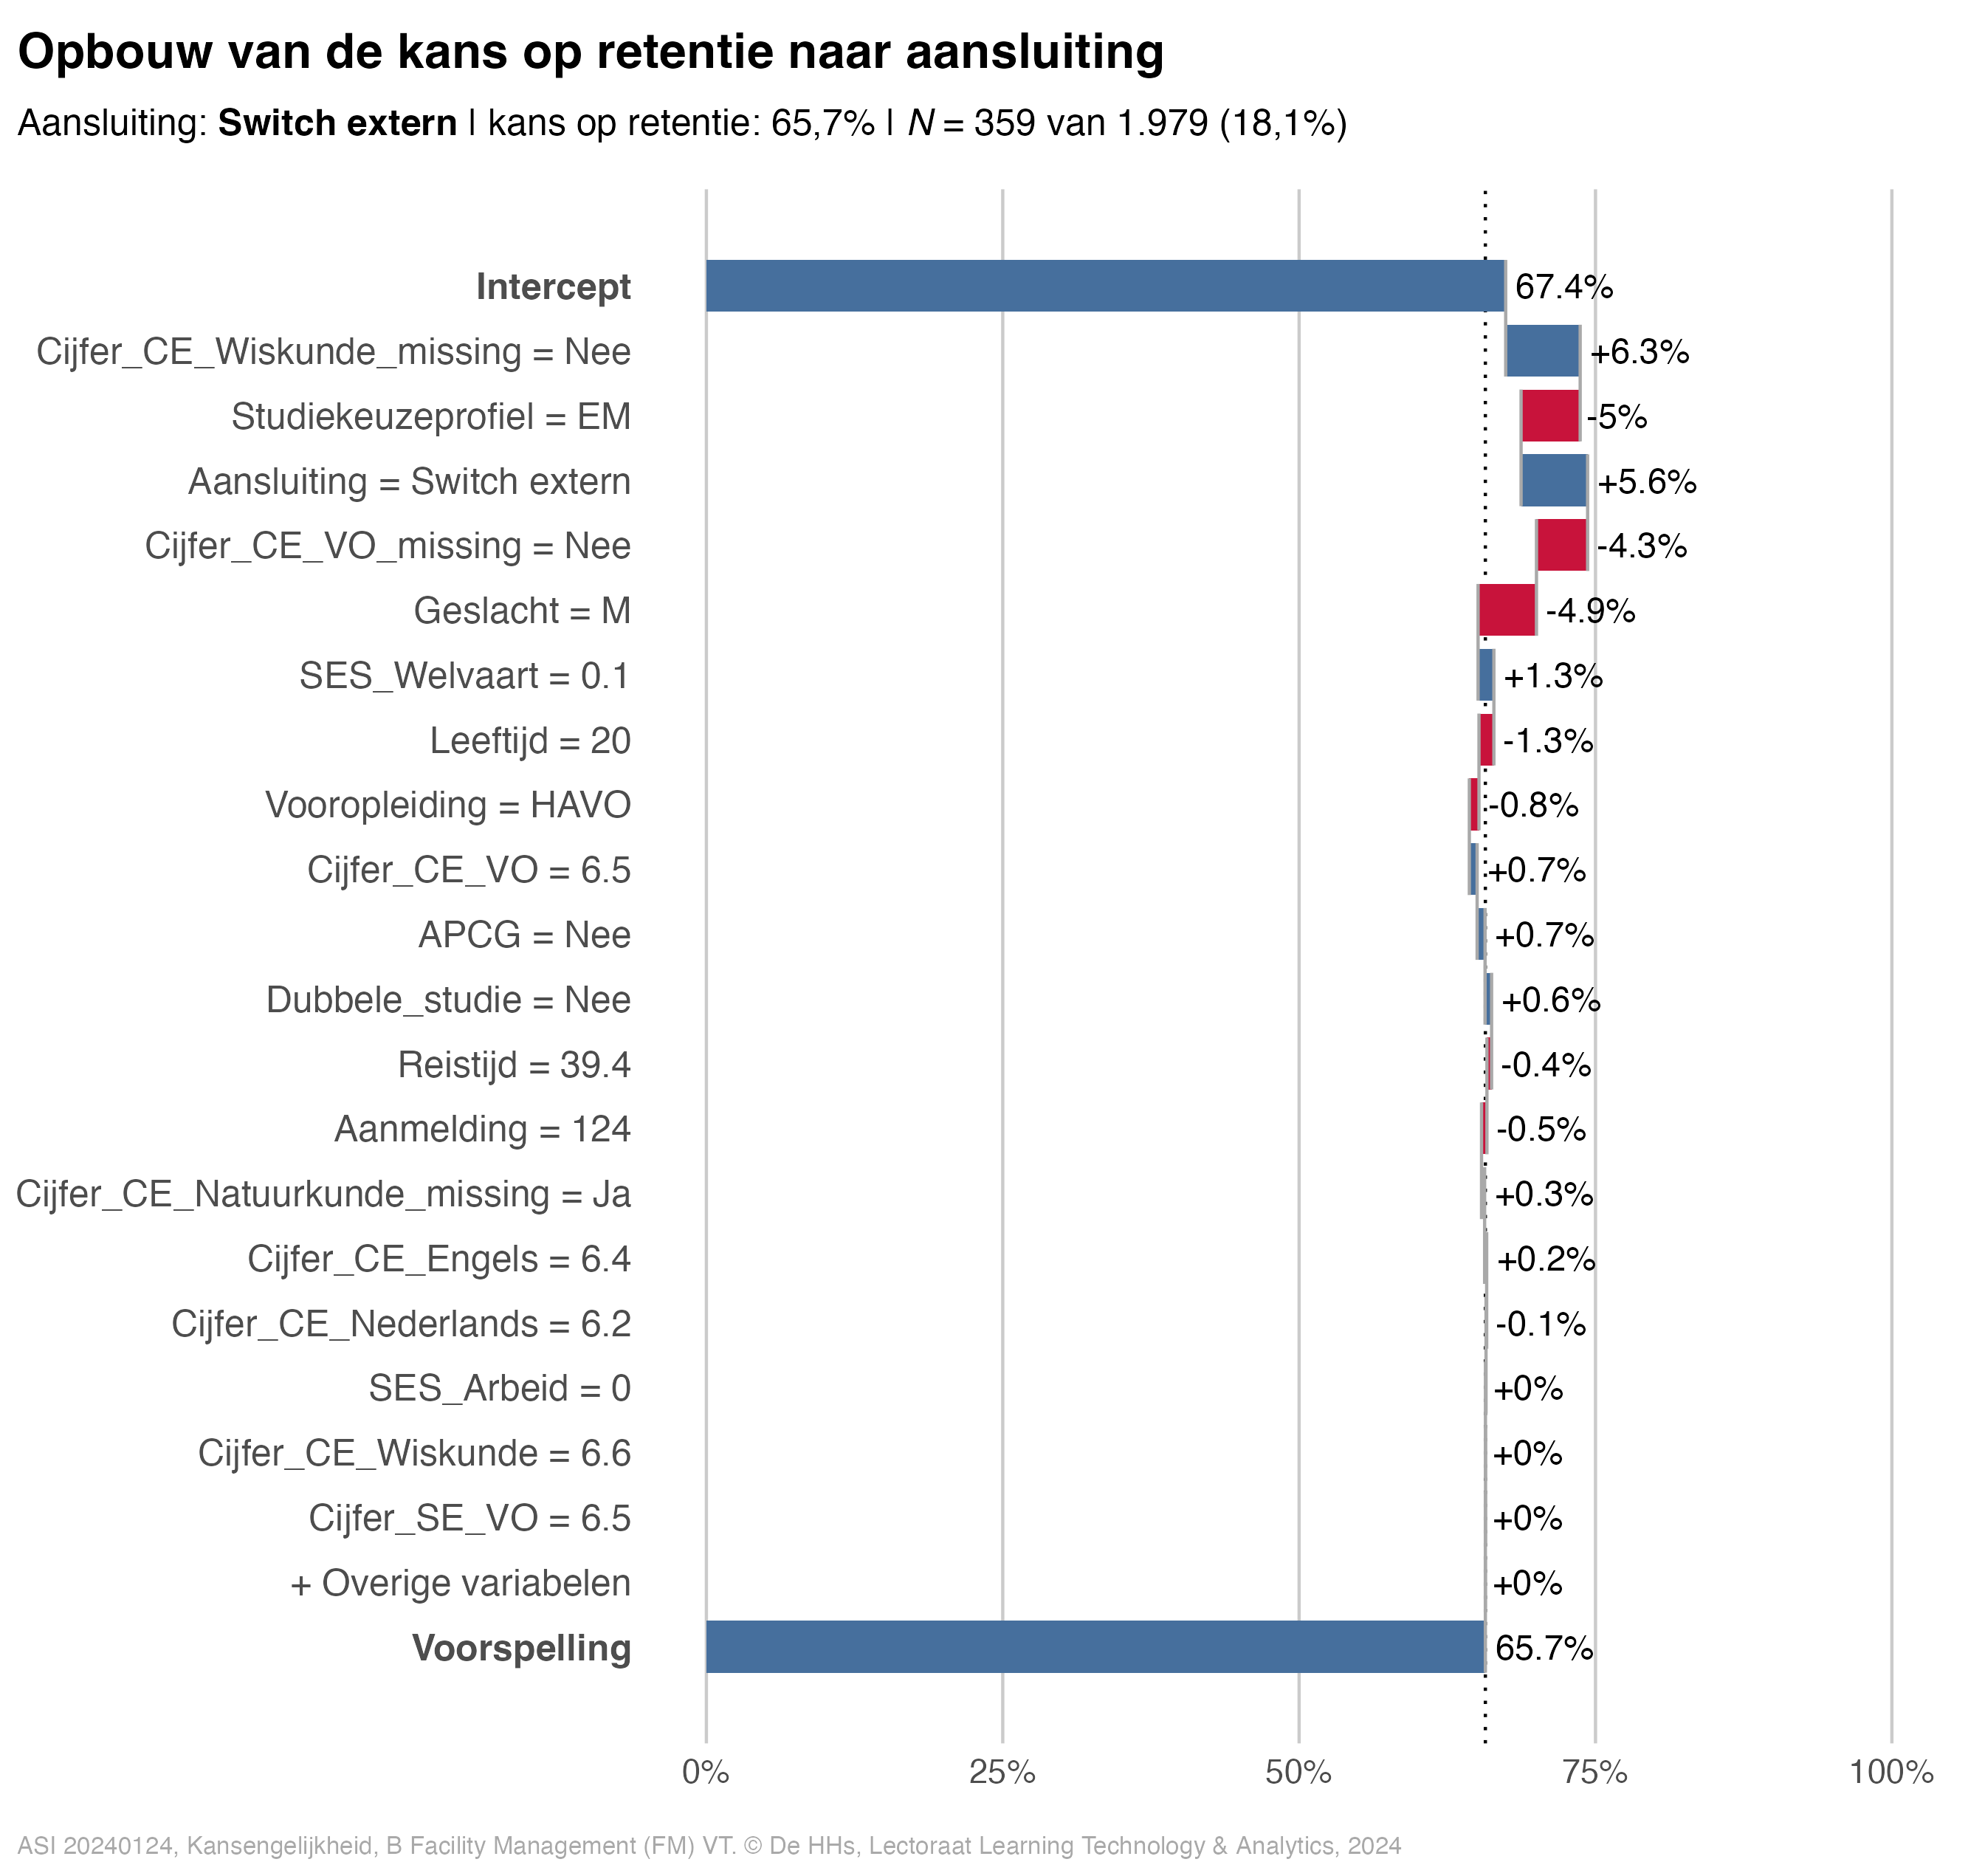 Opbouw van de kans op retentie naar aansluiting
Aansluiting: Switch extern | kans op retentie: 65,7% | N = 359 van 1.979 (18,1%)
Intercept 67.4%
Cijfer_CE_Wiskunde_missing = Nee +6.3%
Studiekeuzeprofiel = EM -5%
Aansluiting = Switch extern +5.6%
Cijfer_CE_VO_missing = Nee -4.3%
Geslacht = M -4.9%
SES_Welvaart = 0.1 +1.3%
Leeftijd = 20 -1.3%
Vooropleiding = HAVO -0.8%
Cijfer_CE_VO = 6.5 +0.7%
APCG = Nee +0.7%
Dubbele_studie = Nee +0.6%
Reistijd = 39.4 -0.4%
Aanmelding = 124 -0.5%
Cijfer_CE_Natuurkunde_missing = Ja +0.3%
Cijfer_CE_Engels = 6.4 +0.2%
Cijfer_CE_Nederlands = 6.2 -0.1%
SES_Arbeid = 0 +0%
Cijfer_CE_Wiskunde = 6.6 +0%
Cijfer_SE_VO = 6.5 +0%
+ Overige variabelen +0%
Voorspelling 65.7%
0% 25% 50% 75% 100%
ASI 20240124, Kansengelijkheid, B Facility Management (FM) VT. © De HHs, Lectoraat Learning Technology & Analytics, 2024